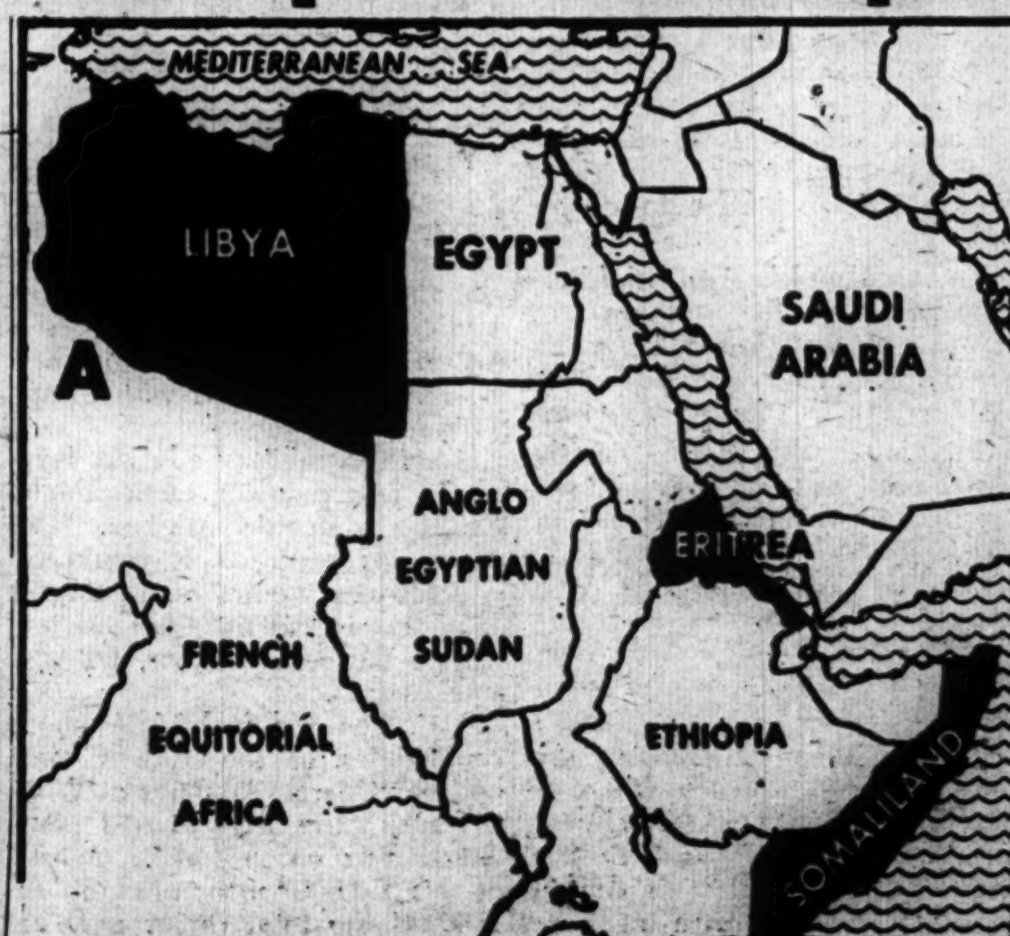 MEDITERRANEAN SEA
LIBYA
EGYPT
SAUDI
ARABIA
A
ANGLO
EGYPTIAN
SUDAN
ERITREA
FRENCH
EQUITORIAL
AFRICA
ETHIOPIA
SOMALILAND